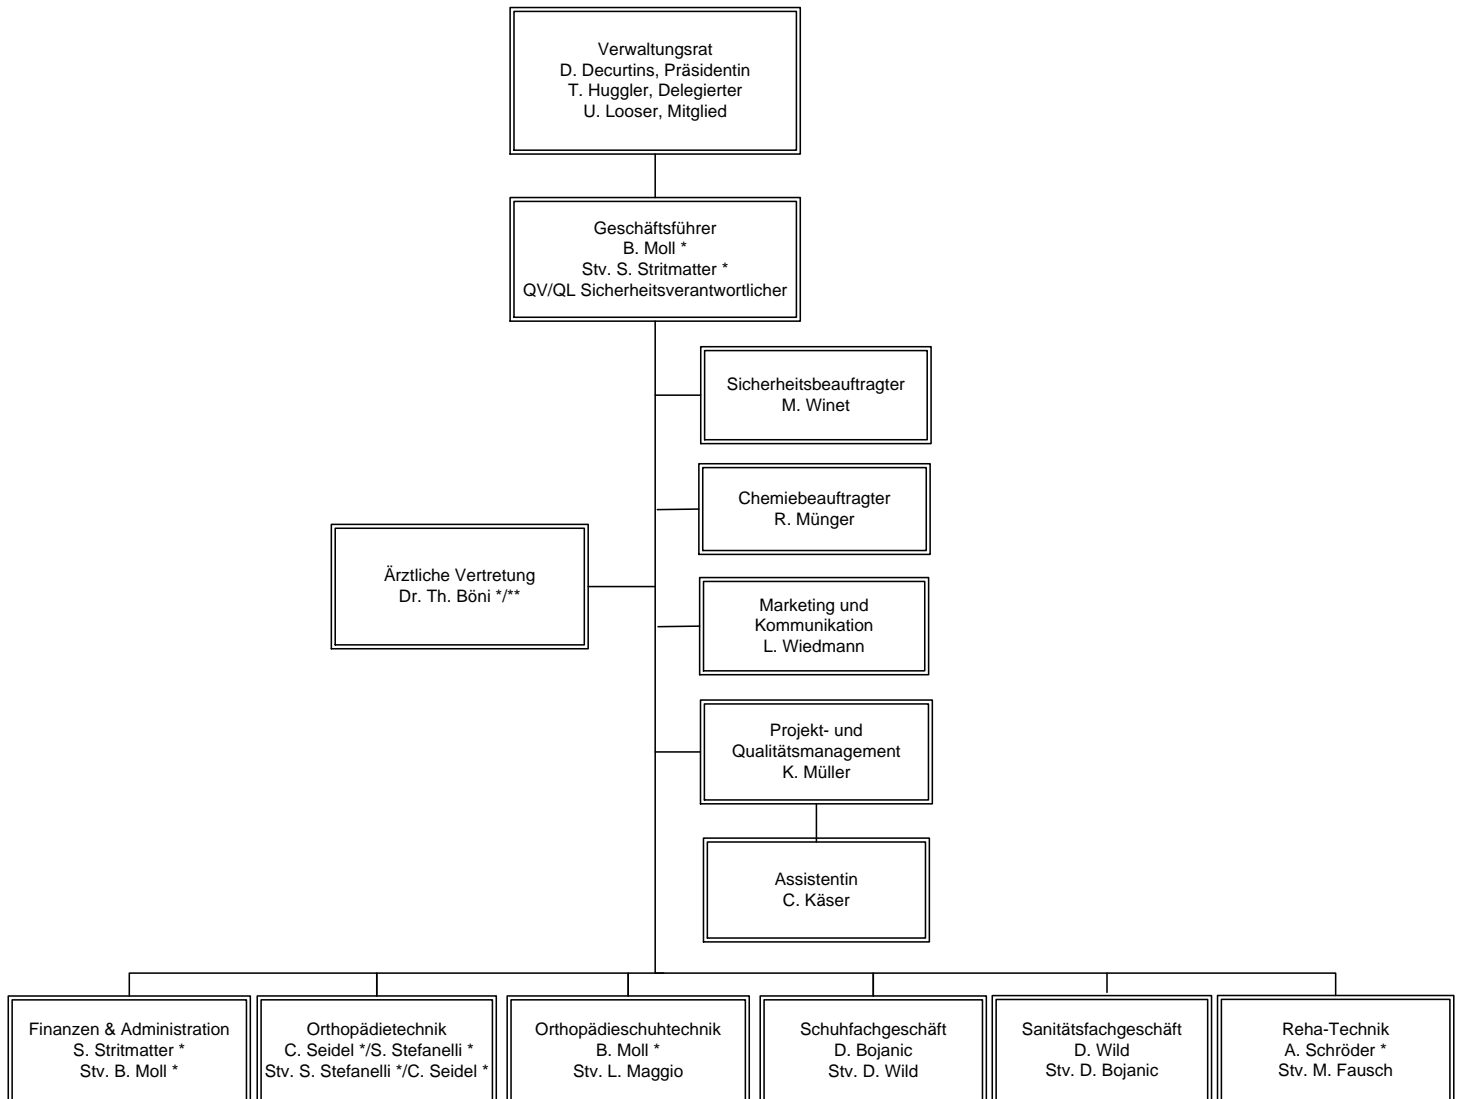 Verwaltungsrat
D. Decurtins, Präsidentin
T. Huggler, Delegierter
U. Looser, Mitglied
Geschäftsführer
B. Moll *
Stv. S. Stritmatter *
QV/QL Sicherheitsverantwortlicher
Sicherheitsbeauftragter
M. Winet
Chemiebeauftragter
R. Münger
Ärztliche Vertretung
Dr. Th. Böni */**
Marketing und
Kommunikation
L. Wiedmann
Projekt- und
Qualitätsmanagement
K. Müller
Assistentin
C. Käser
Finanzen & Administration
S. Stritmatter *
Stv. B. Moll *
Orthopädietechnik
C. Seidel */S. Stefanelli *
Stv. S. Stefanelli */C. Seidel *
Orthopädieschuhtechnik
B. Moll *
Stv. L. Maggio
Schuhfachgeschäft
D. Bojanic
Stv. D. Wild
Sanitätsfachgeschäft
D. Wild
Stv. D. Bojanic
Reha-Technik
A. Schröder *
Stv. M. Fausch